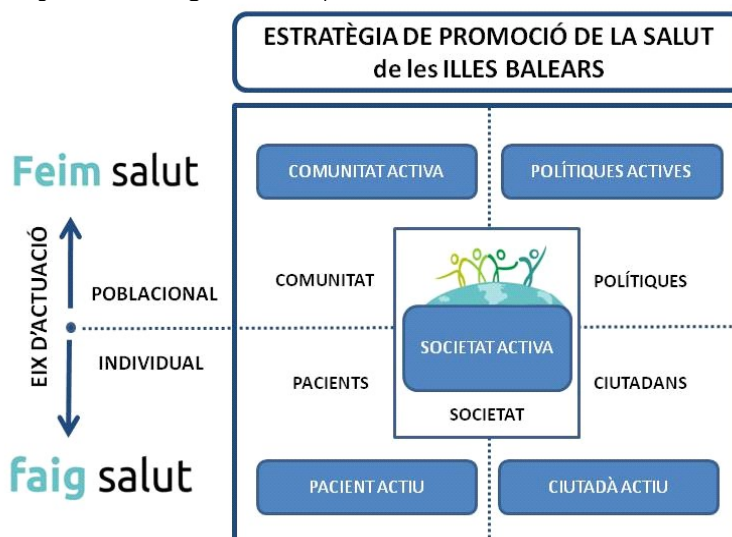 ESTRATÈGIA DE PROMOCIÓ DE LA SALUT
de les ILLES BALEARS
Feim salut
COMUNITAT ACTIVA
POLÍTIQUES ACTIVES
EIX D'ACTUACIÓ
POBLACIONAL
COMUNITAT
POLÍTIQUES
INDIVIDUAL
SOCIETAT ACTIVA
PACIENTS
CIUTADANS
SOCIETAT
faig salut
PACIENT ACTIU
CIUTADÀ ACTIU